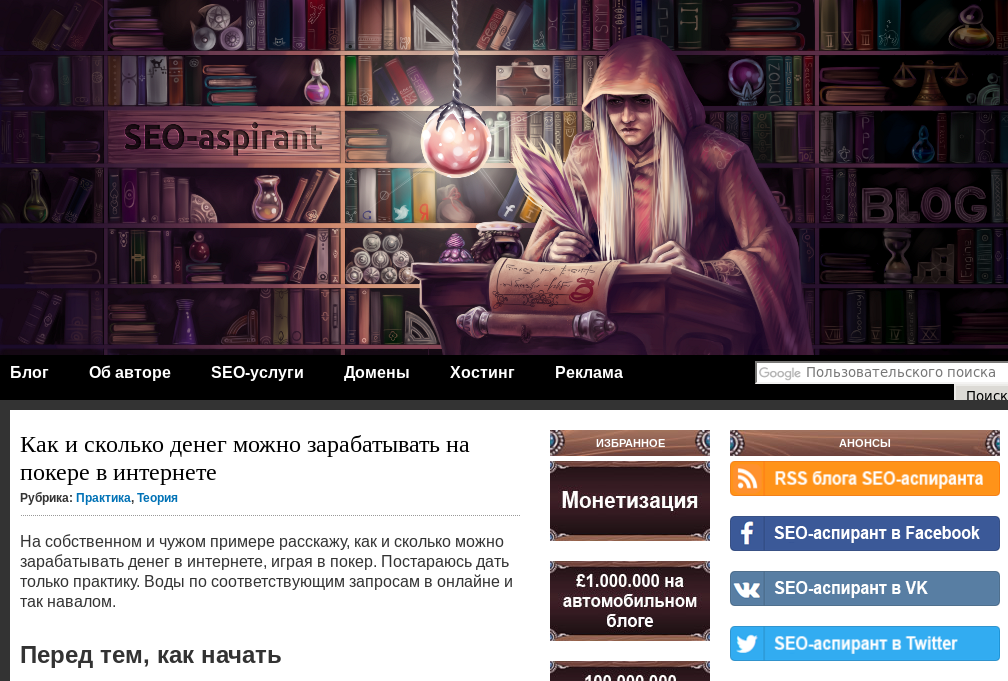 SEO-aspirant
BLOG
Блог
Об авторе
SEO-услуги
Домены
Хостинг
Реклама
Google Пользовательского поиска
Поиск
Как и сколько денег можно зарабатывать на
покере в интернете
Рубрика: Практика, Теория
На собственном и чужом примере расскажу, как и сколько можно
зарабатывать денег в интернете, играя в покер. Постараюсь дать
только практику. Воды по соответствующим запросам в онлайне и
так навалом.
Перед тем, как начать
ИЗБРАННОЕ
Монетизация
£1.000.000 на
автомобильном
блоге
100.000.000
АНОНСЫ
RSS блога SEO-аспиранта
SEO-аспирант в Facebook
SEO-аспирант в VK
SEO-аспирант в Twitter